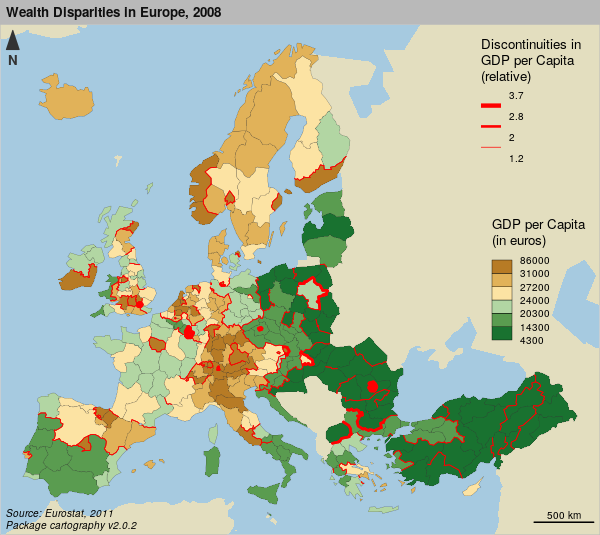 Wealth Disparities in Europe, 2008
N
Discontinuities in
GDP per Capita
(relative)
3.7
2.8
2
1.2
GDP per Capita
(in euros)
86000
31000
27200
24000
20300
14300
4300
500 km
Source: Eurostat, 2011
Package cartography v2.0.2